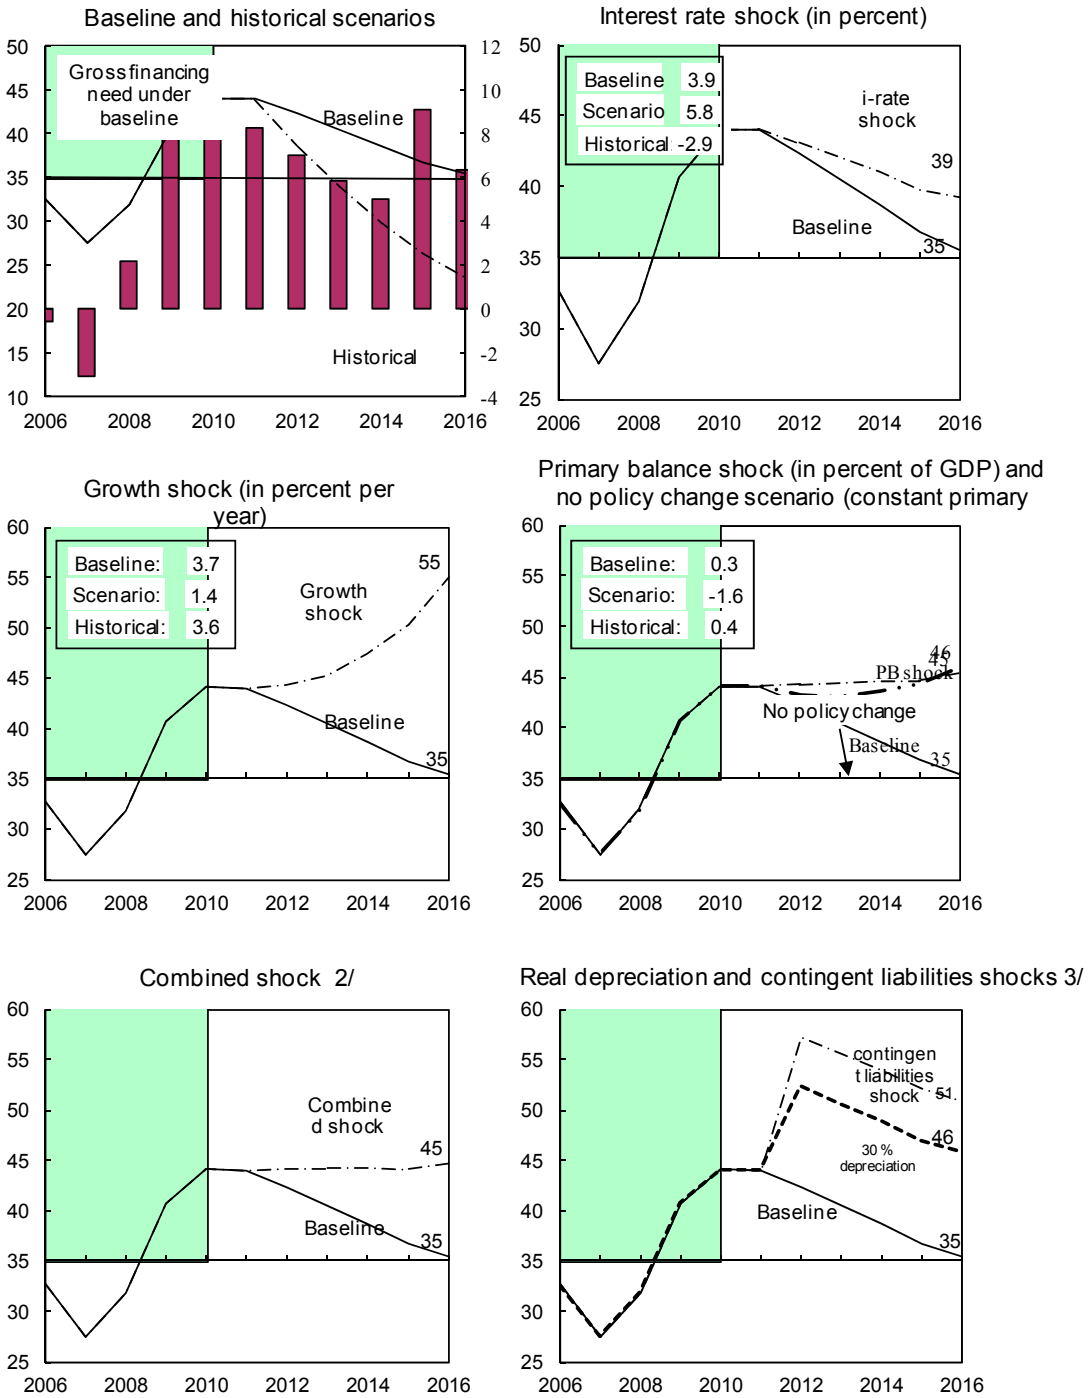 Baseline and historical scenarios
50
45
40
35
30
25
20
15
10
12
10
8
6
4
2
0
-2
-4
Gross financing
need under
baseline
Baseline
Historical
2006 2008 2010 2012 2014 2016
Interest rate shock (in percent)
50
45
40
35
30
25
Baseline 3.9
Scenario 5.8
Historical -2.9
i-rate
shock
39
Baseline
35
2006 2008 2010 2012 2014 2016
Growth shock (in percent per
year)
60
55
50
45
40
35
30
25
Baseline: 3.7
Scenario: 1.4
Historical: 3.6
55
Growth
shock
Baseline
35
2006 2008 2010 2012 2014 2016
Primary balance shock (in percent of GDP) and
no policy change scenario (constant primary
60
55
50
45
40
35
30
25
Baseline: 0.3
Scenario: -1.6
Historical: 0.4
46
45
PB shock
No policy change
Baseline
35
2006 2008 2010 2012 2014 2016
Combined shock 2/
60
55
50
45
40
35
30
25
Combine
d shock
45
Baseline
35
2006 2008 2010 2012 2014 2016
Real depreciation and contingent liabilities shocks 3/
60
55
50
45
40
35
30
25
contingen
t liabilities
shock
51
46
30 %
depreciation
Baseline
35
2006 2008 2010 2012 2014 2016